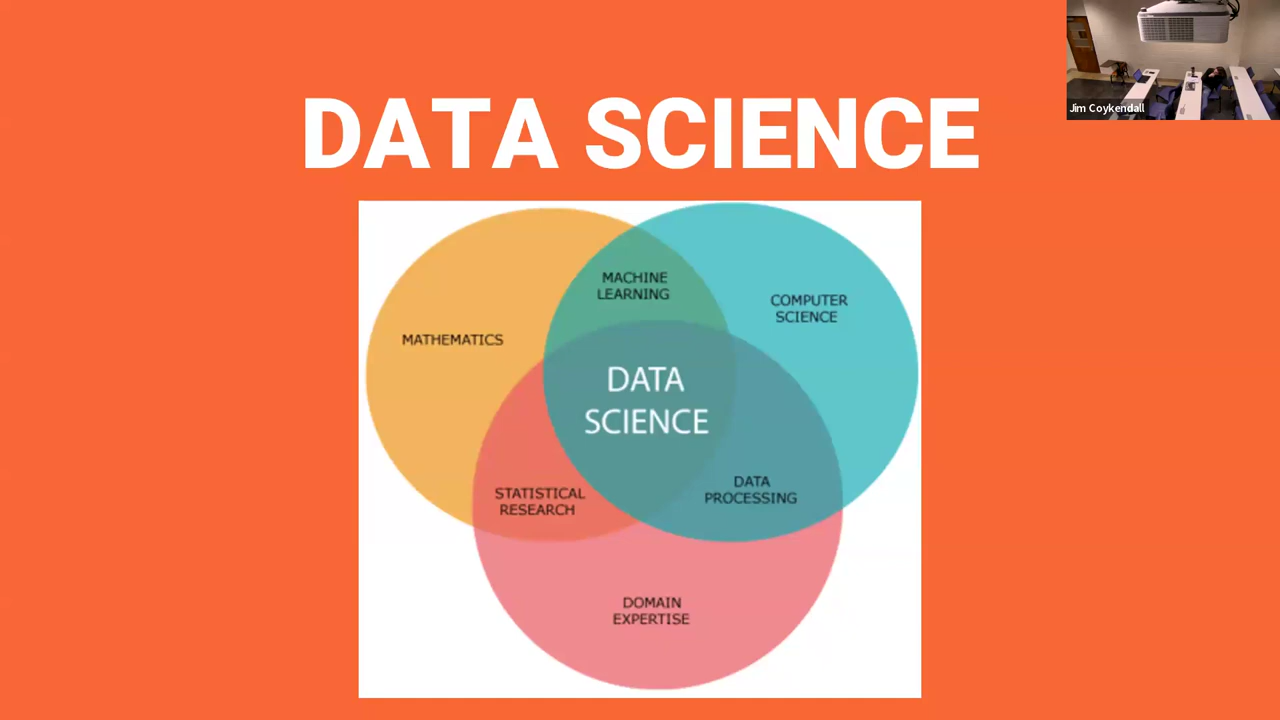 DATA SCIENCE
Jim Coykendall
MACHINE
LEARNING
COMPUTER
SCIENCE
MATHEMATICS
DATA
SCIENCE
STATISTICAL
RESEARCH
DATA
PROCESSING
DOMAIN
EXPERTISE